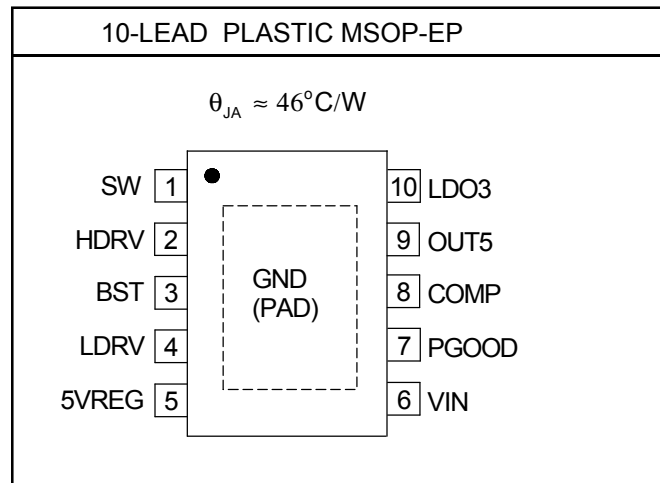 10-LEAD PLASTIC MSOP-EP
θJA ≈ 46°C/W
SW 1
HDRV 2
BST 3
LDRV 4
5VREG 5
GND
(PAD)
10 LDO3
9 OUT5
8 COMP
7 PGOOD
6 VIN